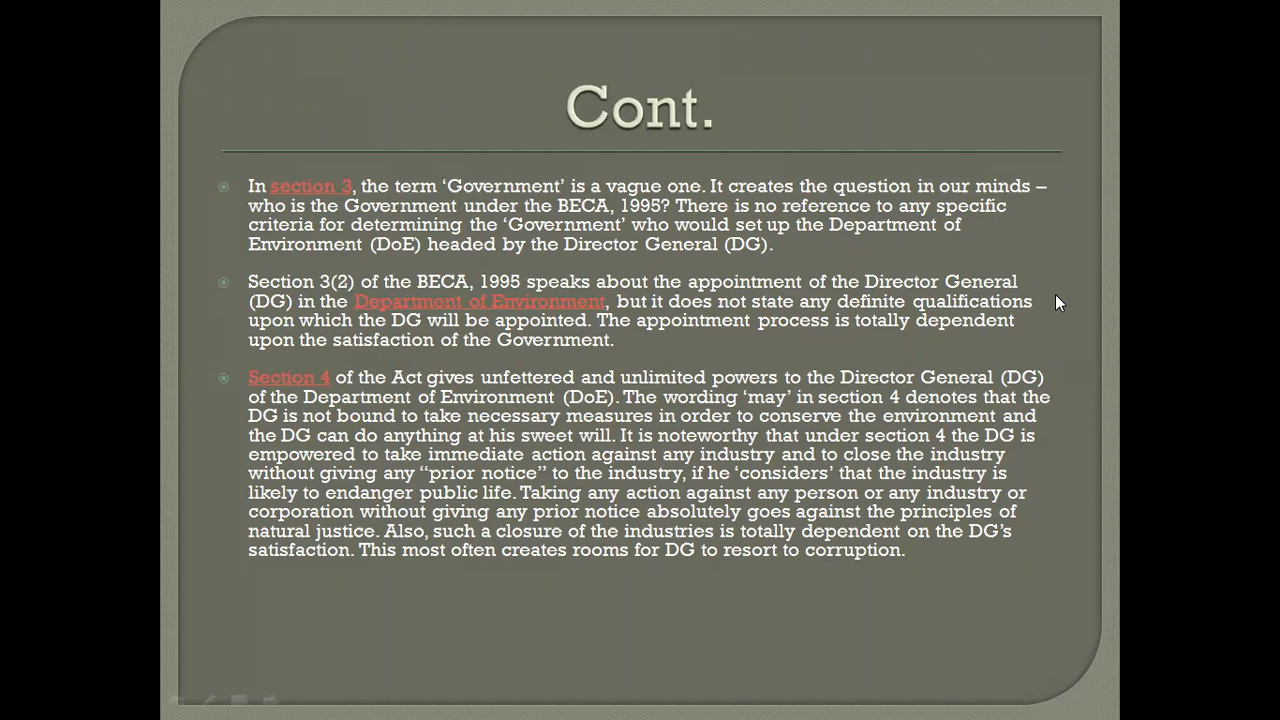 Cont.
In section 3, the term ‘Government’ is a vague one. It creates the question in our minds –
who is the Government under the BECA, 1995? There is no reference to any specific
criteria for determining the ‘Government’ who would set up the Department of
Environment (DoE) headed by the Director General (DG).
Section 3(2) of the BECA, 1995 speaks about the appointment of the Director General
(DG) in the Department of Environment, but it does not state any definite qualifications
upon which the DG will be appointed. The appointment process is totally dependent
upon the satisfaction of the Government.
Section 4 of the Act gives unfettered and unlimited powers to the Director General (DG)
of the Department of Environment (DoE). The wording ‘may’ in section 4 denotes that the
DG is not bound to take necessary measures in order to conserve the environment and
the DG can do anything at his sweet will. It is noteworthy that under section 4 the DG is
empowered to take immediate action against any industry and to close the industry
without giving any “prior notice” to the industry, if he ‘considers’ that the industry is
likely to endanger public life. Taking any action against any person or any industry or
corporation without giving any prior notice absolutely goes against the principles of
natural justice. Also, such a closure of the industries is totally dependent on the DG’s
satisfaction. This most often creates rooms for DG to resort to corruption.